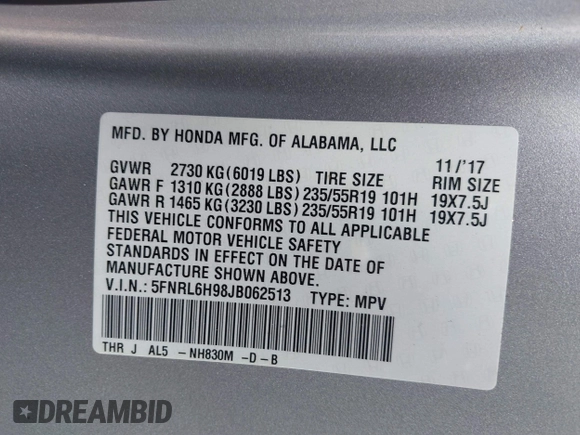 MFD. BY HONDA MFG. OF ALABAMA, LLC
11/'17
GVWR 2730 KG(6019 LBS) TIRE SIZE RIM SIZE
GAWR F 1310 KG(2888 LBS) 235/55R19 101H 19X7.5J
GAWR R 1465 KG(3230 LBS) 235/55R19 101H 19X7.5J
THIS VEHICLE CONFORMS TO ALL APPLICABLE
FEDERAL MOTOR VEHICLE SAFETY
STANDARDS IN EFFECT ON THE DATE OF
MANUFACTURE SHOWN ABOVE.
V.I.N.: 5FNRL6H98JB062513 TYPE: MPV
THR J AL5 – NH830M –D – B
DREAMBID